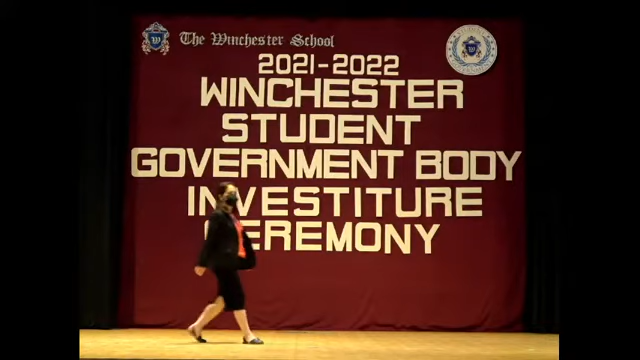 The Winchester School
2021-2022
WINCHESTER
STUDENT
GOVERNMENT BODY
INVESTITURE
CEREMONY